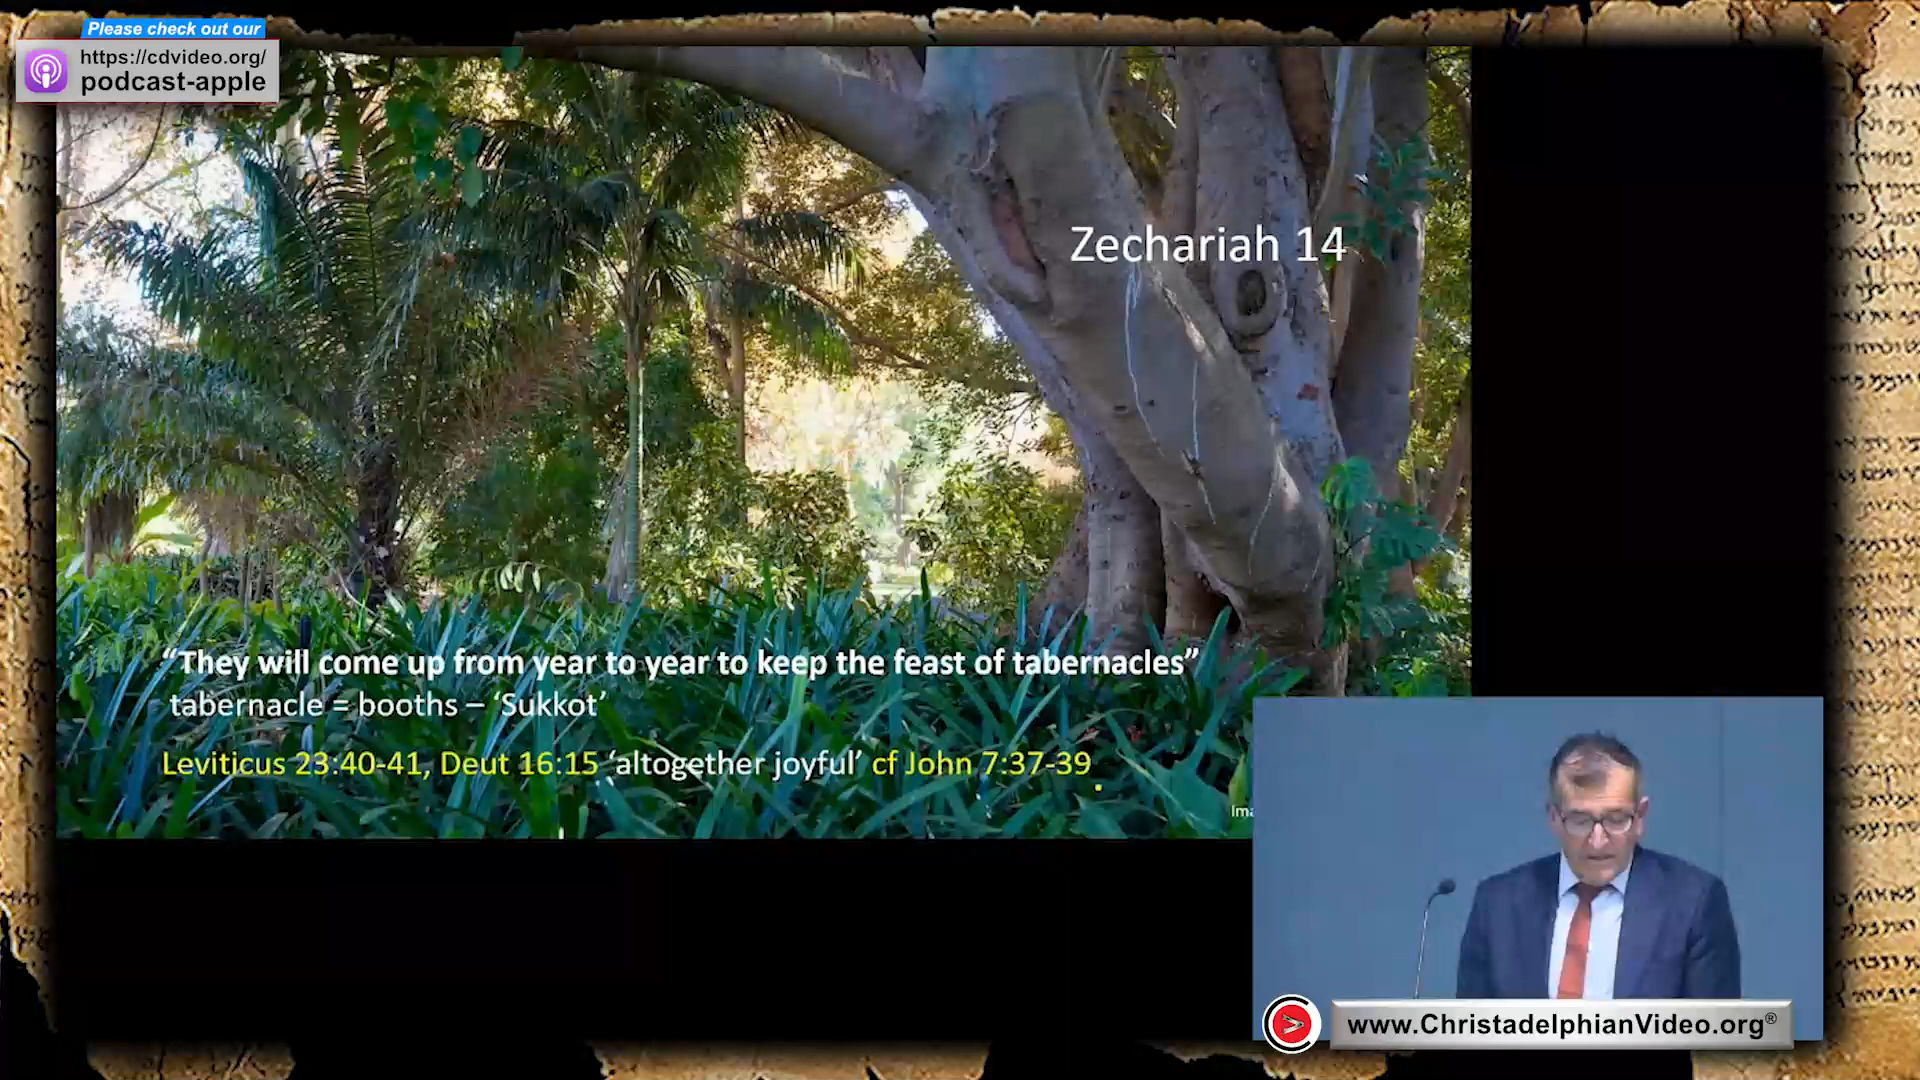 Please check out our
https://cdvideo.org/
podcast-apple
Zechariah 14
“They will come up from year to year to keep the feast of tabernacles”
tabernacle = booths – ‘Sukkot’
Leviticus 23:40-41, Deut 16:15 ‘altogether joyful’ cf John 7:37-39
www.ChristadelphianVideo.org®